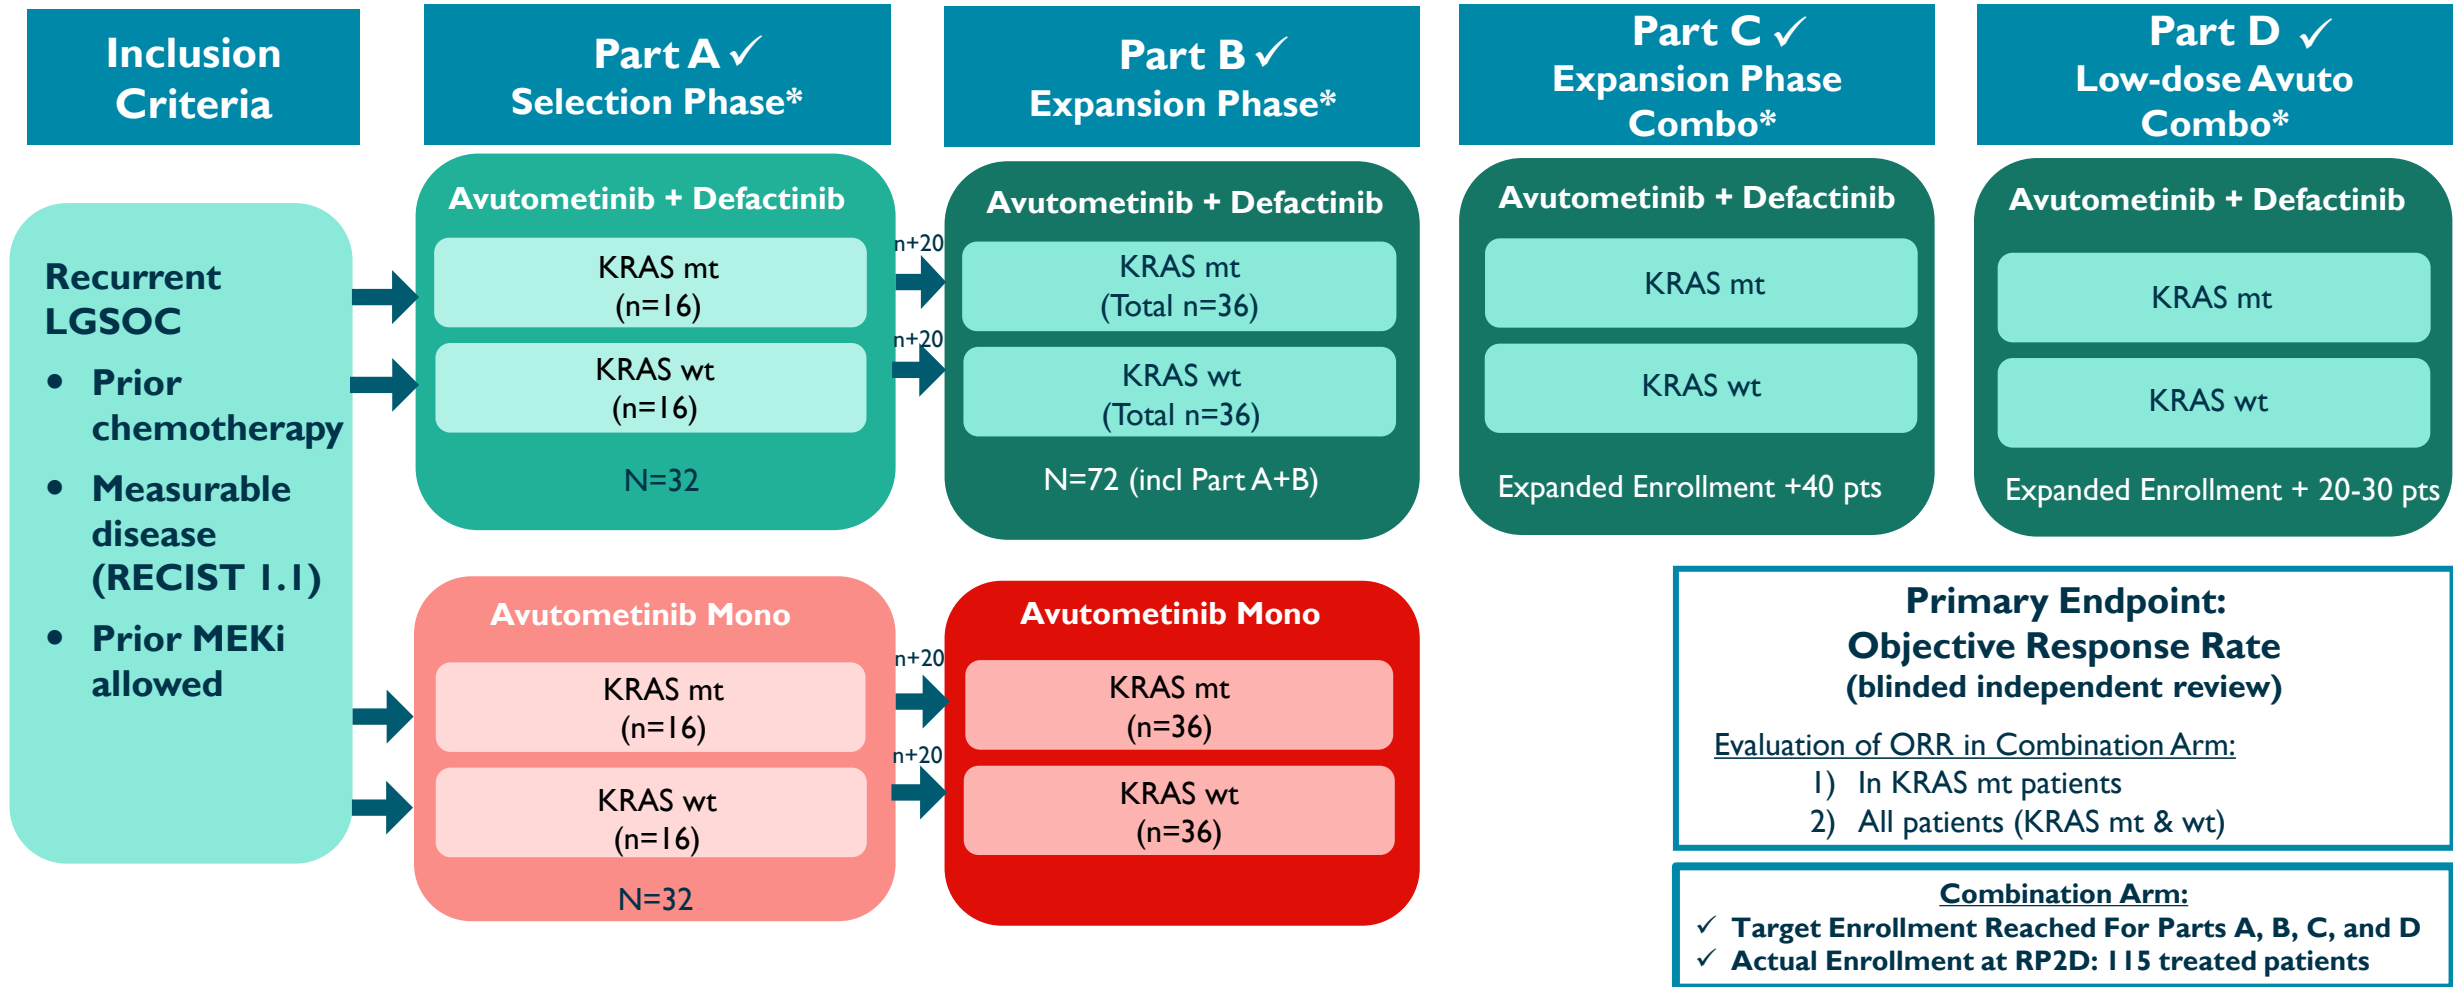 Inclusion
Criteria
Part A ✓
Selection Phase*
Part B ✓
Expansion Phase*
Part C ✓
Expansion Phase
Combo*
Part D ✓
Low-dose Avuto
Combo*
Recurrent
LGSOC
• Prior
chemotherapy
• Measurable
disease
(RECIST 1.1)
• Prior MEKi
allowed
Avutometinib + Defactinib
KRAS mt
(n=16)
KRAS wt
(n=16)
N=32
n+20
n+20
Avutometinib + Defactinib
KRAS mt
(Total n=36)
KRAS wt
(Total n=36)
N=72 (incl Part A+B)
Avutometinib + Defactinib
KRAS mt
KRAS wt
Expanded Enrollment +40 pts
Avutometinib + Defactinib
KRAS mt
KRAS wt
Expanded Enrollment + 20-30 pts
Avutometinib Mono
KRAS mt
(n=16)
KRAS wt
(n=16)
N=32
n+20
n+20
Avutometinib Mono
KRAS mt
(n=36)
KRAS wt
(n=36)
Primary Endpoint:
Objective Response Rate
(blinded independent review)
Evaluation of ORR in Combination Arm:
1) In KRAS mt patients
2) All patients (KRAS mt & wt)
Combination Arm:
✓ Target Enrollment Reached For Parts A, B, C, and D
✓ Actual Enrollment at RP2D: 115 treated patients